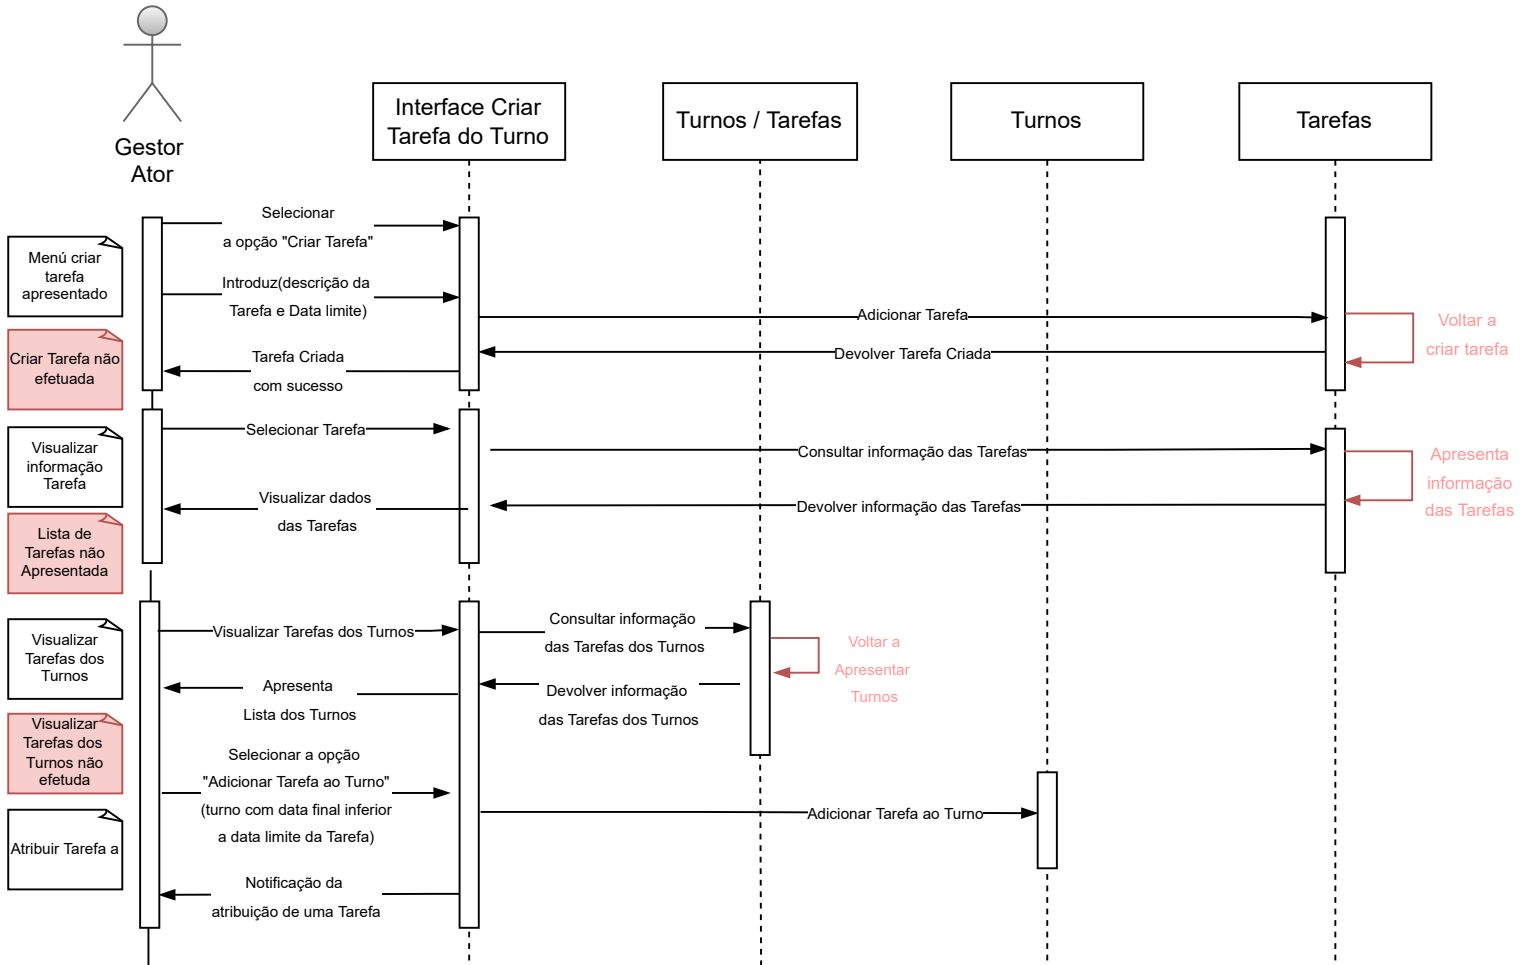 Gestor
Ator
Interface Criar
Tarefa do Turno
Turnos / Tarefas
Turnos
Tarefas
Menú criar
tarefa
apresentado
Selecionar
a opção "Criar Tarefa"
Introduz(descrição da
Tarefa e Data limite)
Adicionar Tarefa
Voltar a
criar tarefa
Criar Tarefa não
efetuada
Tarefa Criada
com sucesso
Devolver Tarefa Criada
Visualizar
informação
Tarefa
Selecionar Tarefa
Consultar informação das Tarefas
Apresenta
informação
das Tarefas
Visualizar dados
das Tarefas
Devolver informação das Tarefas
Lista de
Tarefas não
Apresentada
Visualizar
Tarefas dos
Turnos
Visualizar Tarefas dos Turnos
Consultar informação
das Tarefas dos Turnos
Voltar a
Apresentar
Turnos
Apresenta
Lista dos Turnos
Devolver informação
das Tarefas dos Turnos
Visualizar
Tarefas dos
Turnos não
efetuda
Selecionar a opção
"Adicionar Tarefa ao Turno"
(turno com data final inferior
a data limite da Tarefa)
Adicionar Tarefa ao Turno
Atribuir Tarefa a
Notificação da
atribuição de uma Tarefa